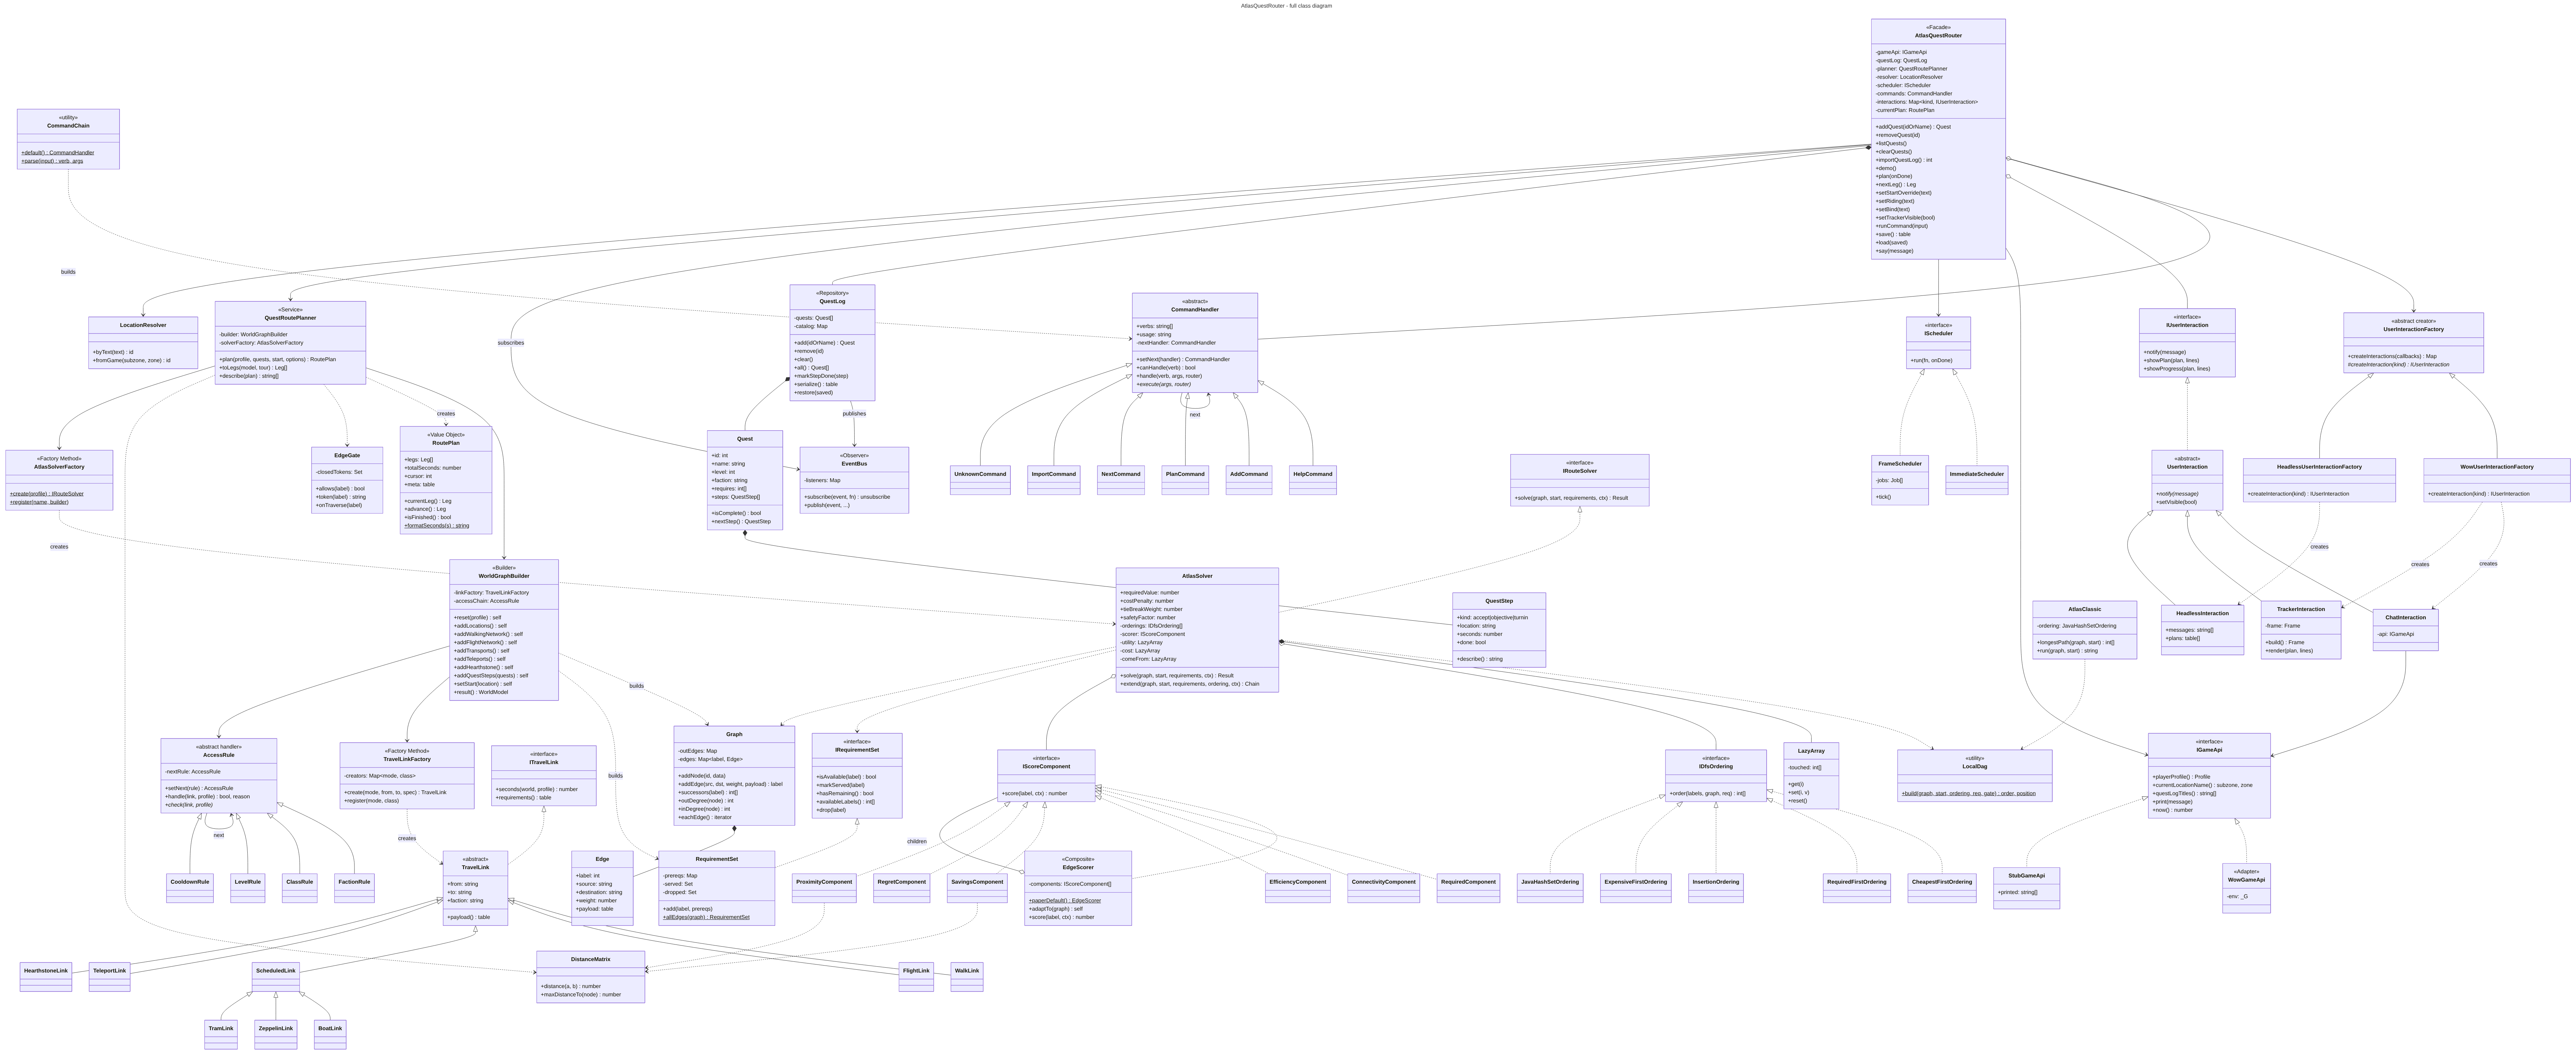 AtlasQuestRouter - full class diagram
«Facade»
AtlasQuestRouter
-gameApi: IGameApi
-questLog: QuestLog
-planner: QuestRoutePlanner
-resolver: LocationResolver
-scheduler: IScheduler
-commands: CommandHandler
-interactions: Map<kind, IUserInteraction>
-currentPlan: RoutePlan
+addQuest(idOrName) : Quest
+removeQuest(id)
+listQuests()
+clearQuests()
+importQuestLog() : int
+demo()
+plan(onDone)
+nextLeg() : Leg
+setStartOverride(text)
+setRiding(text)
+setBind(text)
+setTrackerVisible(bool)
+runCommand(input)
+save() : table
+load(saved)
+say(message)
«utility»
CommandChain
+default() : CommandHandler
+parse(input) : verb, args
builds
LocationResolver
+byText(text) : id
+fromGame(subzone, zone) : id
«Service»
QuestRoutePlanner
-builder: WorldGraphBuilder
-solverFactory: AtlasSolverFactory
+plan(profile, quests, start, options) : RoutePlan
+toLegs(model, tour) : Leg[]
+describe(plan) : string[]
subscribes
«Repository»
QuestLog
-quests: Quest[]
-catalog: Map
+add(idOrName) : Quest
+remove(id)
+clear()
+all() : Quest[]
+markStepDone(step)
+serialize() : table
+restore(saved)
«abstract»
CommandHandler
+verbs: string[]
+usage: string
-nextHandler: CommandHandler
+setNext(handler) : CommandHandler
+canHandle(verb) : bool
+handle(verb, args, router)
+execute(args, router)
«interface»
IScheduler
+run(fn, onDone)
«interface»
IUserInteraction
+notify(message)
+showPlan(plan, lines)
+showProgress(plan, lines)
«abstract creator»
UserInteractionFactory
+createInteractions(callbacks) : Map
#createInteraction(kind) : IUserInteraction
creates
publishes
next
«Factory Method»
AtlasSolverFactory
+create(profile) : IRouteSolver
+register(name, builder)
EdgeGate
-closedTokens: Set
+allows(label) : bool
+token(label) : string
+onTraverse(label)
«Value Object»
RoutePlan
+legs: Leg[]
+totalSeconds: number
+cursor: int
+meta: table
+currentLeg() : Leg
+advance() : Leg
+isFinished() : bool
+formatSeconds(s) : string
Quest
+id: int
+name: string
+level: int
+faction: string
+requires: int[]
+steps: QuestStep[]
+isComplete() : bool
+nextStep() : QuestStep
«Observer»
EventBus
-listeners: Map
+subscribe(event, fn) : unsubscribe
+publish(event, ...)
UnknownCommand
ImportCommand
NextCommand
PlanCommand
AddCommand
HelpCommand
«interface»
IRouteSolver
+solve(graph, start, requirements, ctx) : Result
FrameScheduler
-jobs: Job[]
+tick()
ImmediateScheduler
«abstract»
UserInteraction
+notify(message)
+setVisible(bool)
HeadlessUserInteractionFactory
+createInteraction(kind) : IUserInteraction
WowUserInteractionFactory
+createInteraction(kind) : IUserInteraction
creates
creates
creates
creates
«Builder»
WorldGraphBuilder
-linkFactory: TravelLinkFactory
-accessChain: AccessRule
+reset(profile) : self
+addLocations() : self
+addWalkingNetwork() : self
+addFlightNetwork() : self
+addTransports() : self
+addTeleports() : self
+addHearthstone() : self
+addQuestSteps(quests) : self
+setStart(location) : self
+result() : WorldModel
AtlasSolver
+requiredValue: number
+costPenalty: number
+tieBreakWeight: number
+safetyFactor: number
-orderings: IDfsOrdering[]
-scorer: IScoreComponent
-utility: LazyArray
-cost: LazyArray
-comeFrom: LazyArray
+solve(graph, start, requirements, ctx) : Result
+extend(graph, start, requirements, ordering, ctx) : Chain
QuestStep
+kind: accept|objective|turnin
+location: string
+seconds: number
+done: bool
+describe() : string
AtlasClassic
-ordering: JavaHashSetOrdering
+longestPath(graph, start) : int[]
+run(graph, start) : string
HeadlessInteraction
+messages: string[]
+plans: table[]
TrackerInteraction
-frame: Frame
+build() : Frame
+render(plan, lines)
ChatInteraction
-api: IGameApi
builds
builds
«abstract handler»
AccessRule
-nextRule: AccessRule
+setNext(rule) : AccessRule
+handle(link, profile) : bool, reason
+check(link, profile)
«Factory Method»
TravelLinkFactory
-creators: Map<mode, class>
+create(mode, from, to, spec) : TravelLink
+register(mode, class)
«interface»
ITravelLink
+seconds(world, profile) : number
+requirements() : table
Graph
-outEdges: Map
-edges: Map<label, Edge>
+addNode(id, data)
+addEdge(src, dst, weight, payload) : label
+successors(label) : int[]
+outDegree(node) : int
+inDegree(node) : int
+eachEdge() : iterator
«interface»
IRequirementSet
+isAvailable(label) : bool
+markServed(label)
+hasRemaining() : bool
+availableLabels() : int[]
+drop(label)
«interface»
IScoreComponent
+score(label, ctx) : number
«interface»
IDfsOrdering
+order(labels, graph, req) : int[]
LazyArray
-touched: int[]
+get(i)
+set(i, v)
+reset()
«utility»
LocalDag
+build(graph, start, ordering, req, gate) : order, position
«interface»
IGameApi
+playerProfile() : Profile
+currentLocationName() : subzone, zone
+questLogTitles() : string[]
+print(message)
+now() : number
next
creates
children
CooldownRule
LevelRule
ClassRule
FactionRule
«abstract»
TravelLink
+from: string
+to: string
+faction: string
+payload() : table
Edge
+label: int
+source: string
+destination: string
+weight: number
+payload: table
RequirementSet
-prereqs: Map
-served: Set
-dropped: Set
+add(label, prereqs)
+allEdges(graph) : RequirementSet
ProximityComponent
RegretComponent
SavingsComponent
«Composite»
EdgeScorer
-components: IScoreComponent[]
+paperDefault() : EdgeScorer
+adaptTo(graph) : self
+score(label, ctx) : number
EfficiencyComponent
ConnectivityComponent
RequiredComponent
JavaHashSetOrdering
ExpensiveFirstOrdering
InsertionOrdering
RequiredFirstOrdering
CheapestFirstOrdering
StubGameApi
+printed: string[]
«Adapter»
WowGameApi
-env: _G
HearthstoneLink
TeleportLink
ScheduledLink
DistanceMatrix
+distance(a, b) : number
+maxDistanceTo(node) : number
FlightLink
WalkLink
TramLink
ZeppelinLink
BoatLink